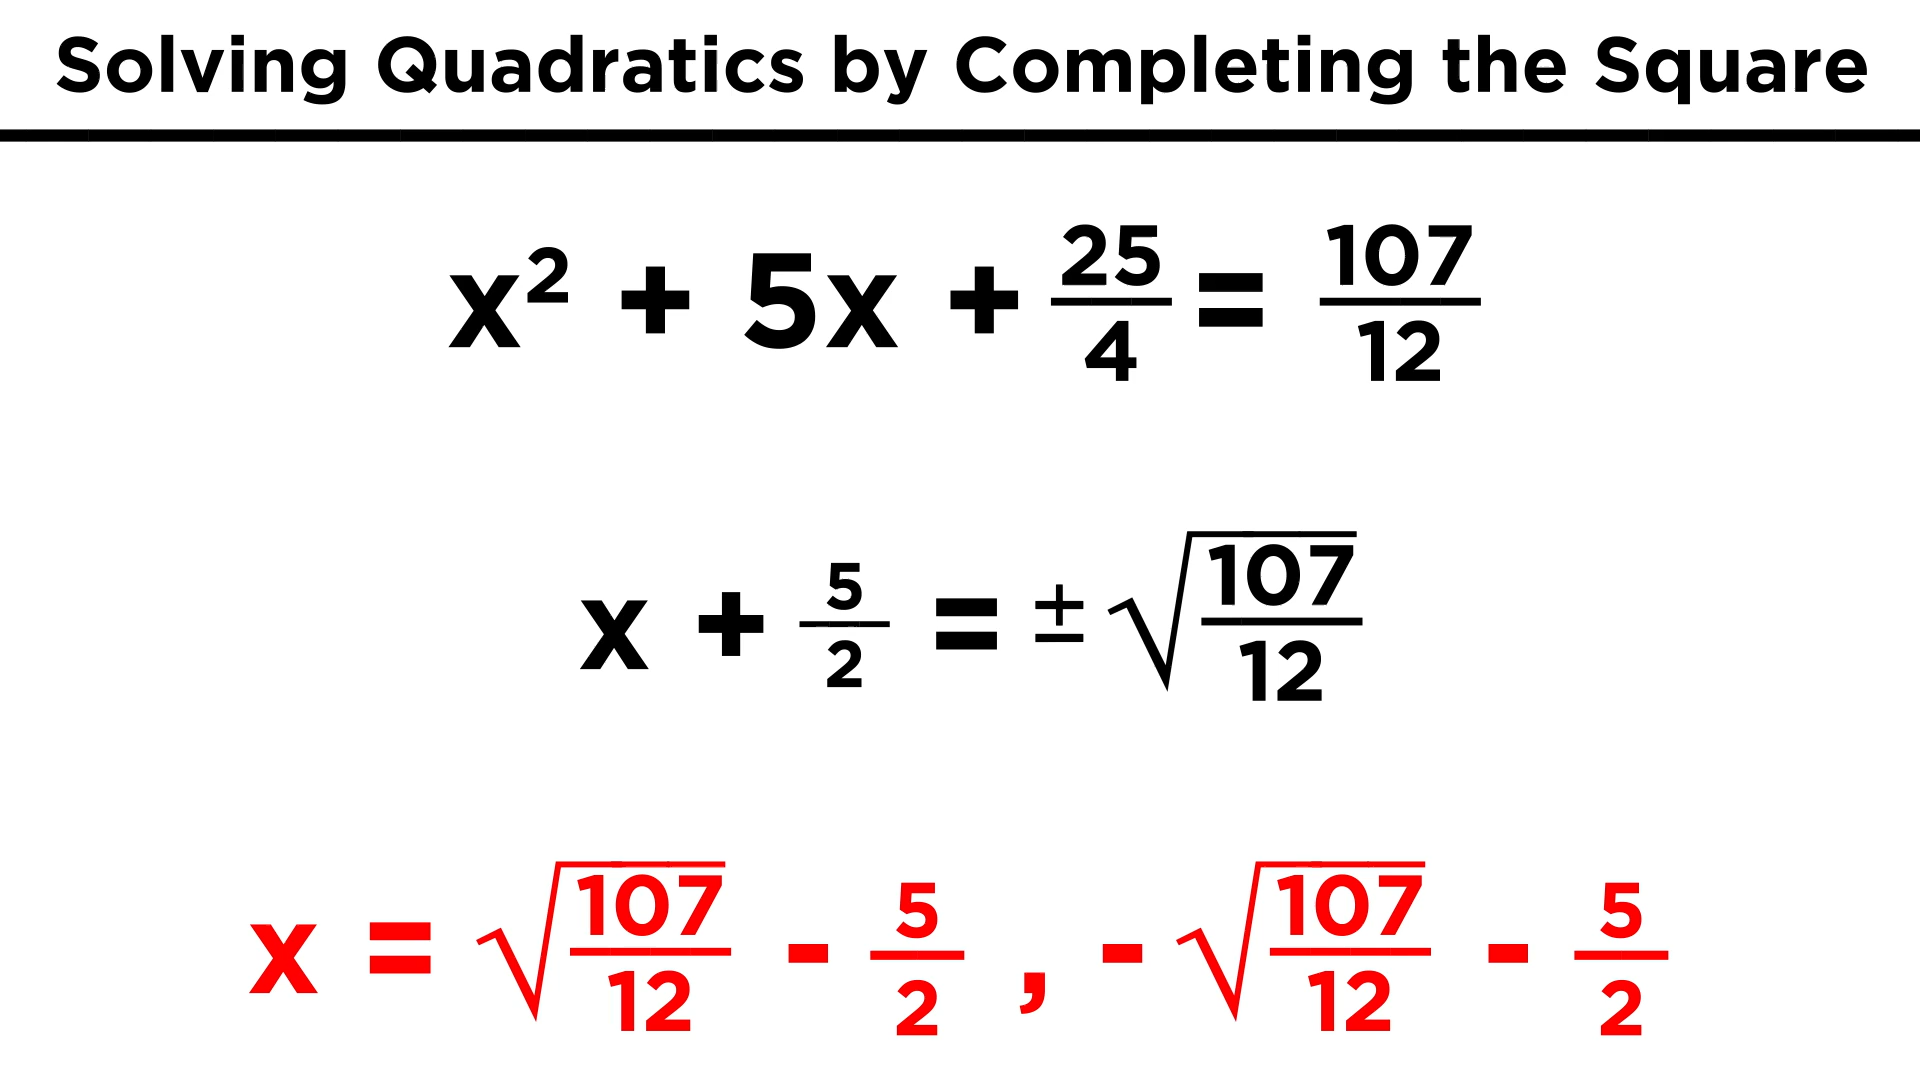 Solving Quadratics by Completing the Square
x² + 5x + 25/4 = 107/12
x + 5/2 = ± √107/12
x = √107/12 - 5/2 , - √107/12 - 5/2